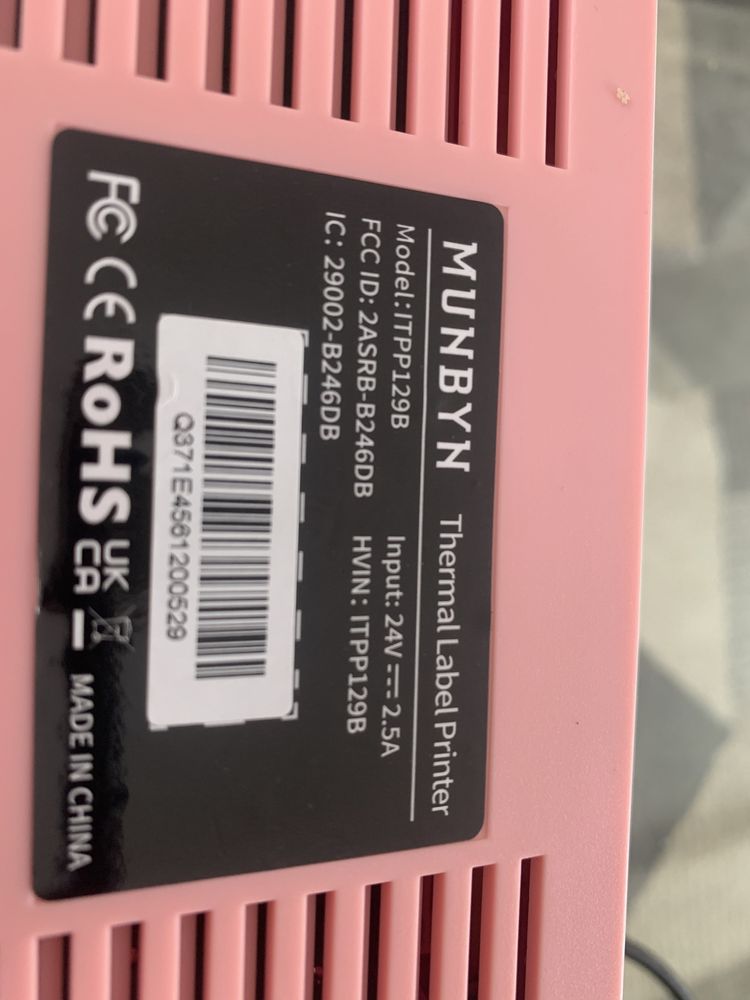 MUNBYN Thermal Label Printer
Model:ITPP129B Input: 24V⎓2.5A
FCC ID: 2ASRB-B246DB HVIN: ITPP129B
IC: 29002-B246DB
Q371E4561200529
FC CE RoHS UK CA MADE IN CHINA